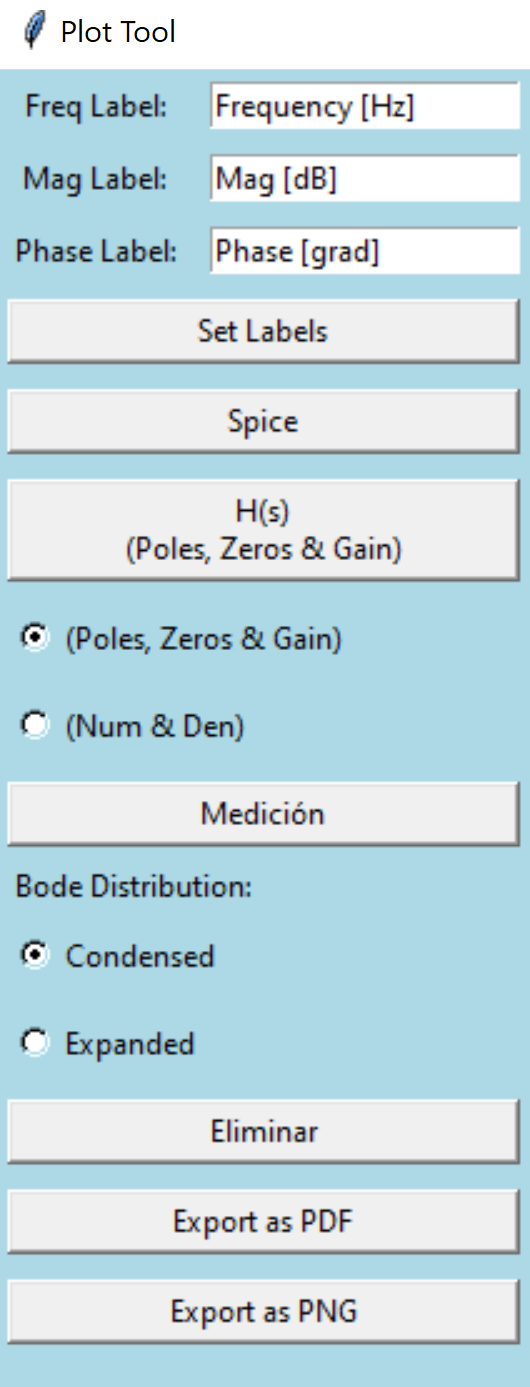 Plot Tool
Freq Label: Frequency [Hz]
Mag Label: Mag [dB]
Phase Label: Phase [grad]
Set Labels
Spice
H(s)
(Poles, Zeros & Gain)
(Poles, Zeros & Gain)
(Num & Den)
Medición
Bode Distribution:
Condensed
Expanded
Eliminar
Export as PDF
Export as PNG